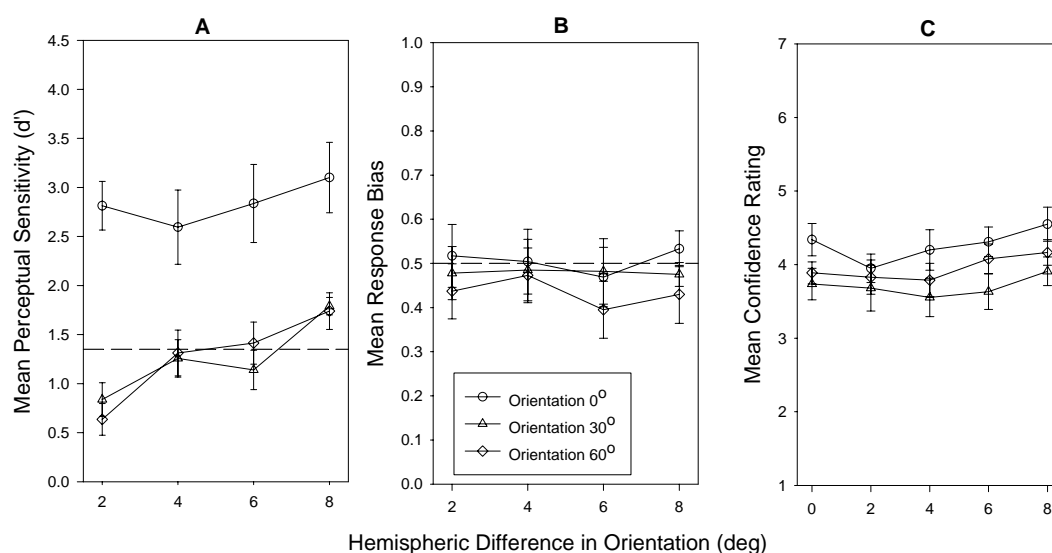 A
B
C
Mean Perceptual Sensitivity (d')
4.5
4.0
3.5
3.0
2.5
2.0
1.5
1.0
0.5
0.0
2 4 6 8
Mean Response Bias
1.0
0.9
0.8
0.7
0.6
0.5
0.4
0.3
0.2
0.1
0.0
2 4 6 8
Orientation 0o
Orientation 30o
Orientation 60o
Mean Confidence Rating
7
6
5
4
3
2
1
0 2 4 6 8
Hemispheric Difference in Orientation (deg)